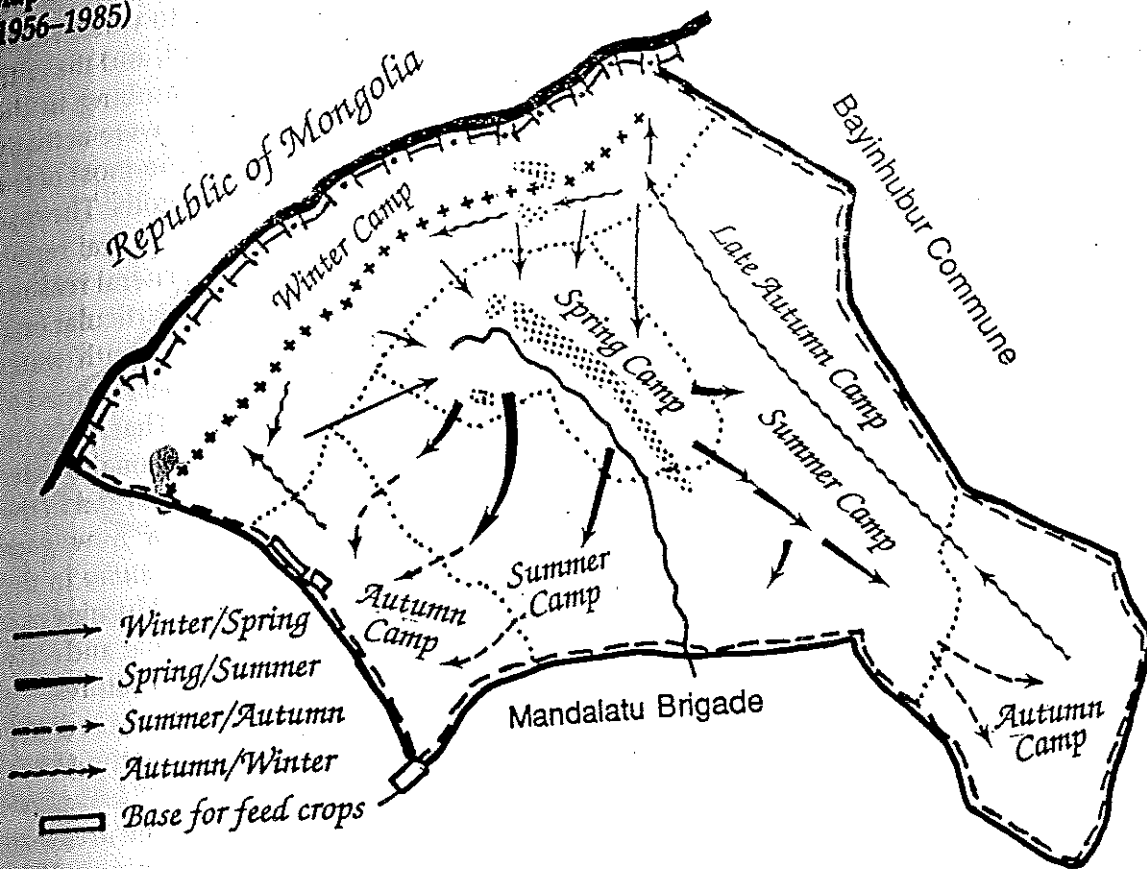 1956–1985)
Republic of Mongolia
Bayinhubur Commune
Winter Camp
Late Autumn Camp
Spring Camp
Summer Camp
Summer
Camp
Autumn
Camp
Autumn
Camp
Mandalatu Brigade
Winter/Spring
Spring/Summer
Summer/Autumn
Autumn/Winter
Base for feed crops